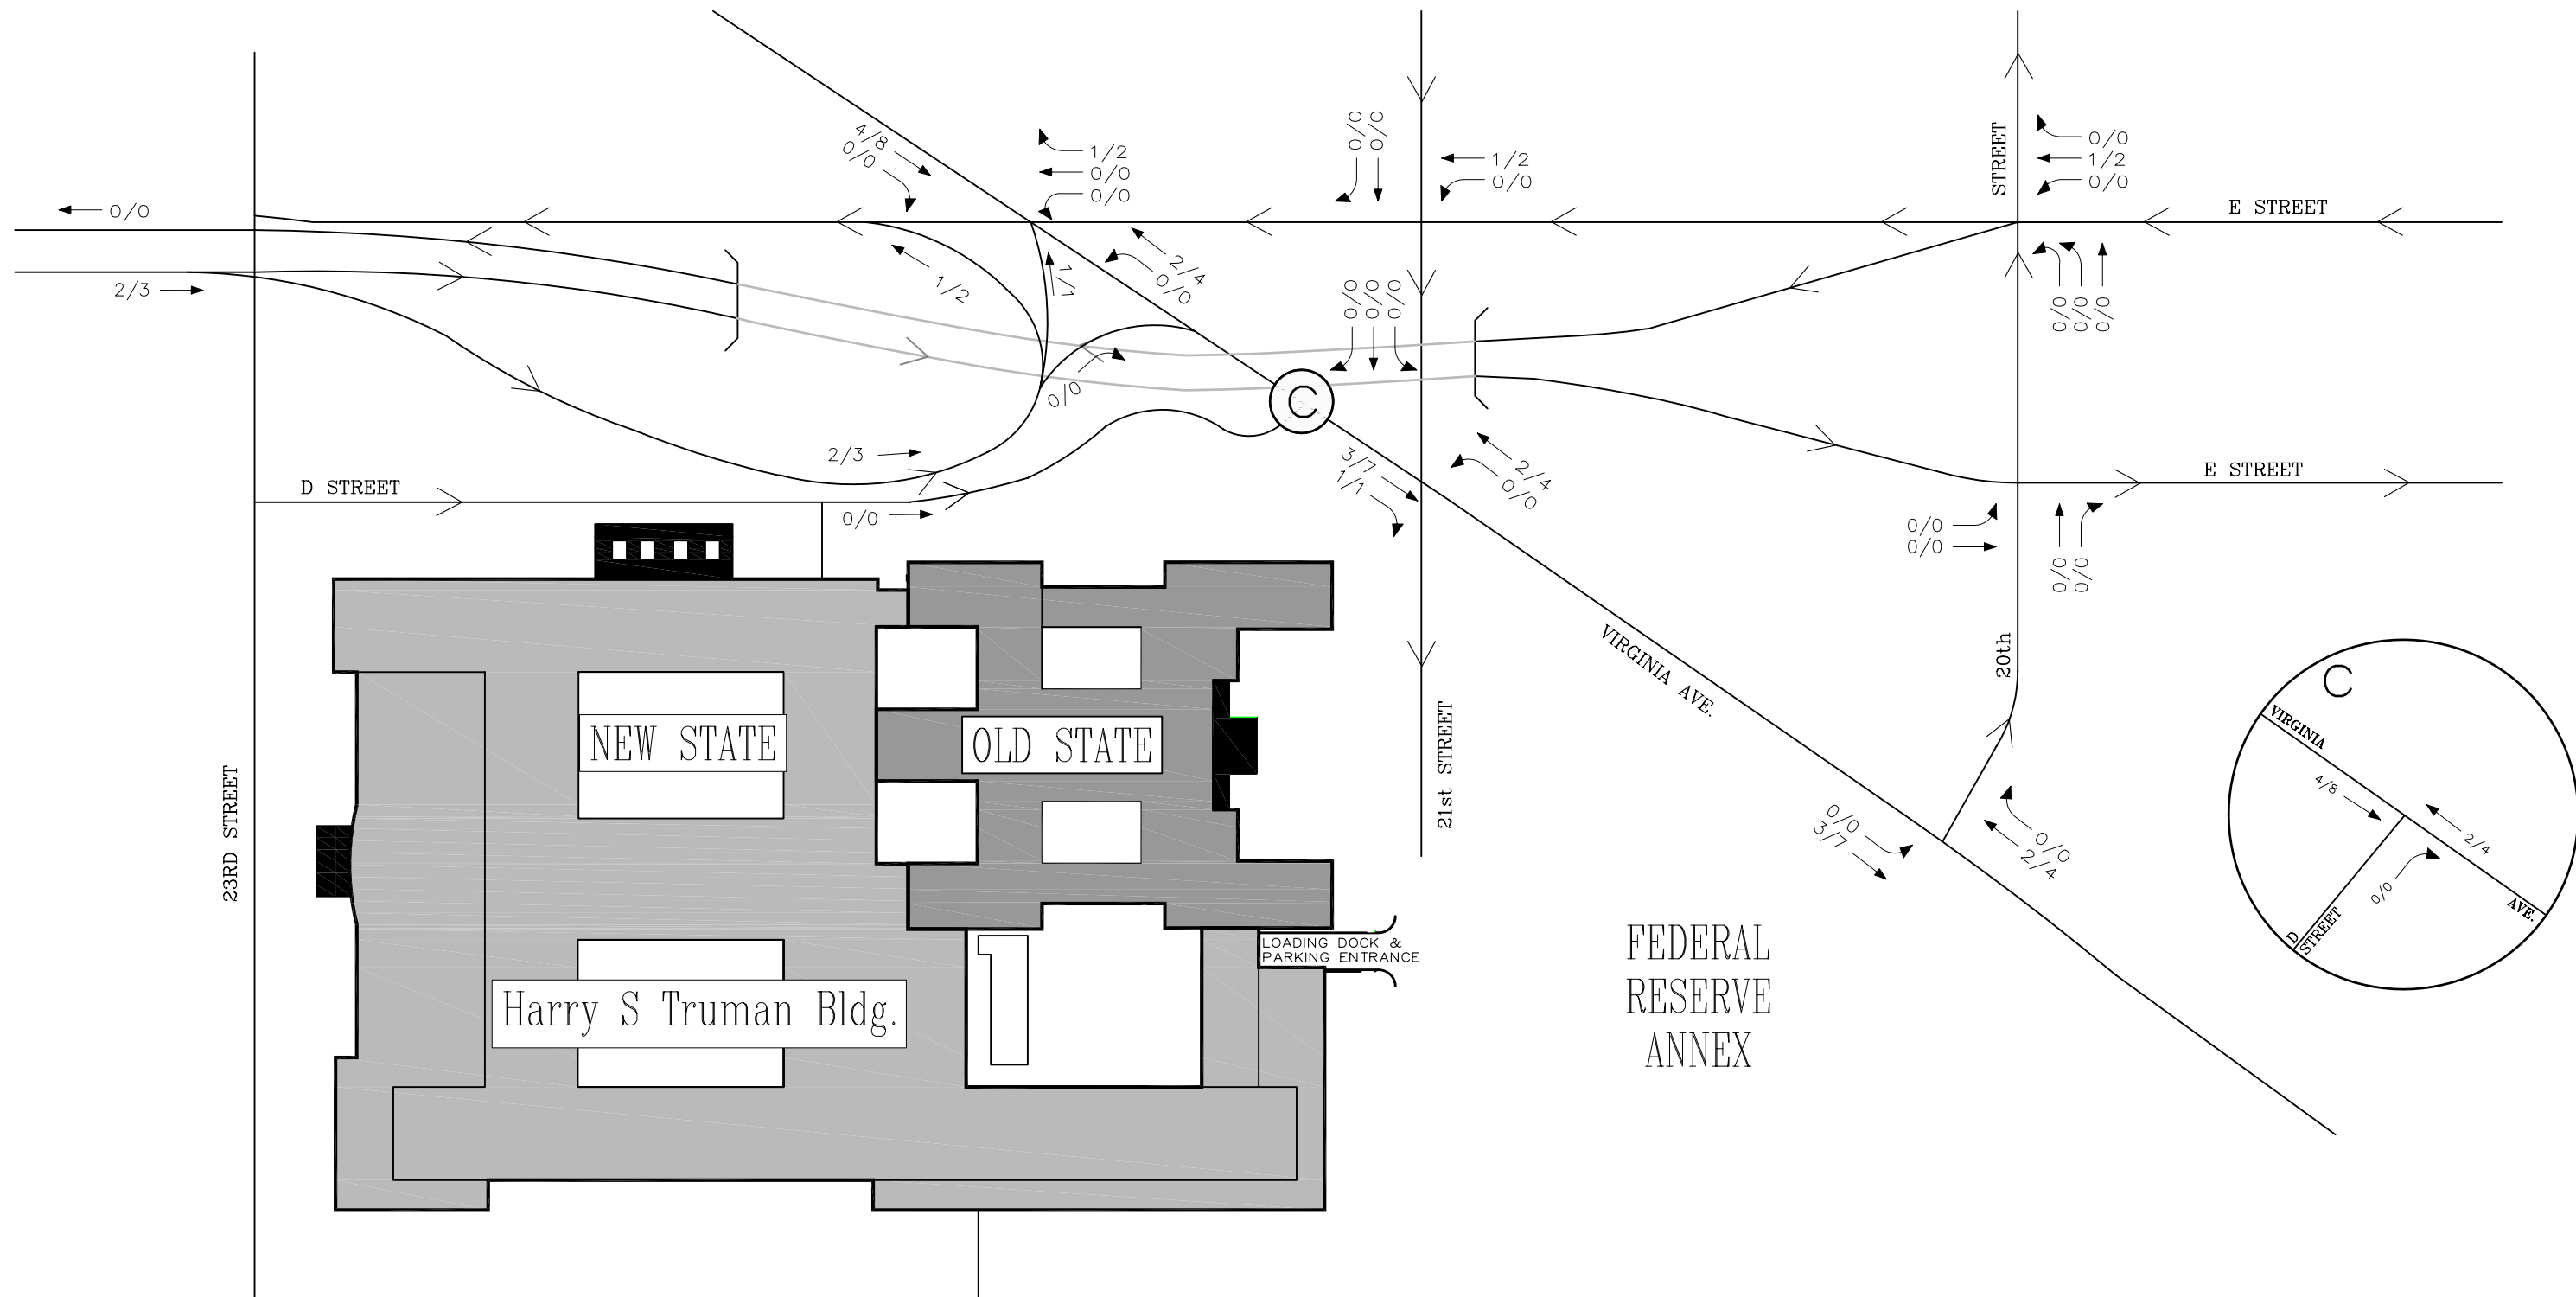 4/8
0/0
1/2
0/0
0/0
0/0
0/0
1/2
0/0
STREET
0/0
1/2
0/0
E STREET
0/0
2/3
1/2
1/1
2/4
0/0
0/0
0/0
0/0
0/0
0/0
0/0
0/0
C
2/3
3/7
1/1
2/4
0/0
E STREET
D STREET
0/0
0/0
0/0
0/0
0/0
VIRGINIA AVE.
20th
NEW STATE
OLD STATE
21st STREET
23RD STREET
0/0
3/7
0/0
2/4
C
VIRGINIA
4/8
2/4
0/0
AVE.
D
STREET
LOADING DOCK &
PARKING ENTRANCE
Harry S Truman Bldg.
1
FEDERAL
RESERVE
ANNEX